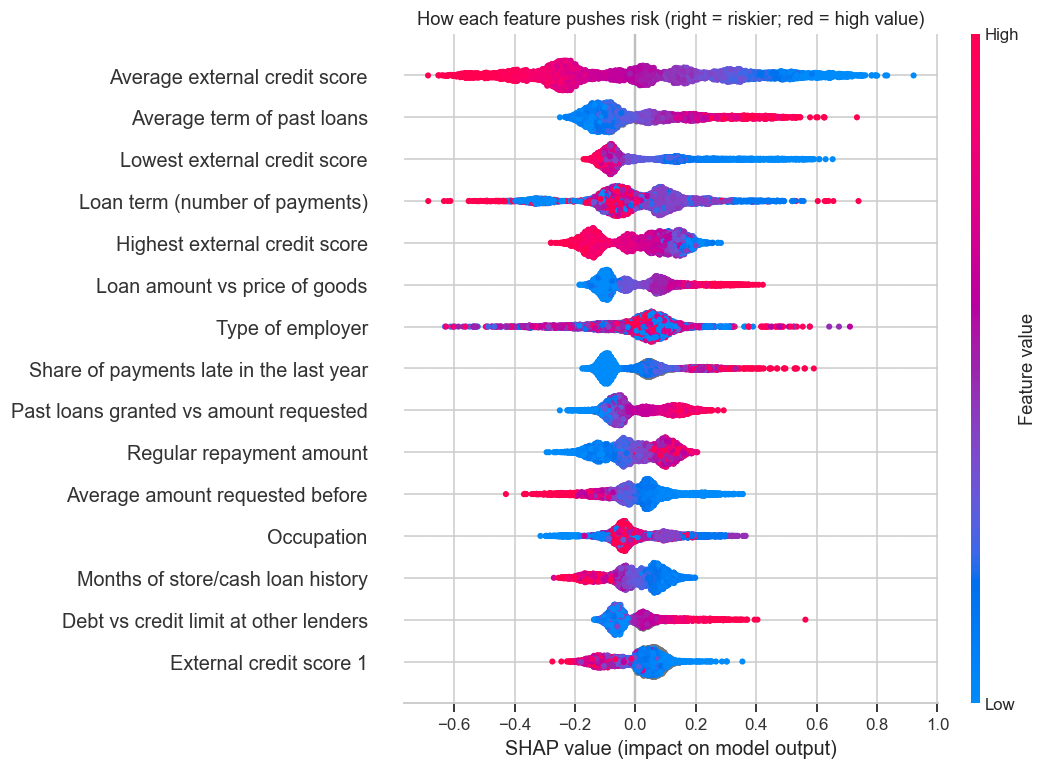 How each feature pushes risk (right = riskier; red = high value)
High
Average external credit score
Average term of past loans
Lowest external credit score
Loan term (number of payments)
Highest external credit score
Loan amount vs price of goods
Type of employer
Share of payments late in the last year
Past loans granted vs amount requested
Regular repayment amount
Average amount requested before
Occupation
Months of store/cash loan history
Debt vs credit limit at other lenders
External credit score 1
Feature value
Low
−0.6 −0.4 −0.2 0.0 0.2 0.4 0.6 0.8 1.0
SHAP value (impact on model output)